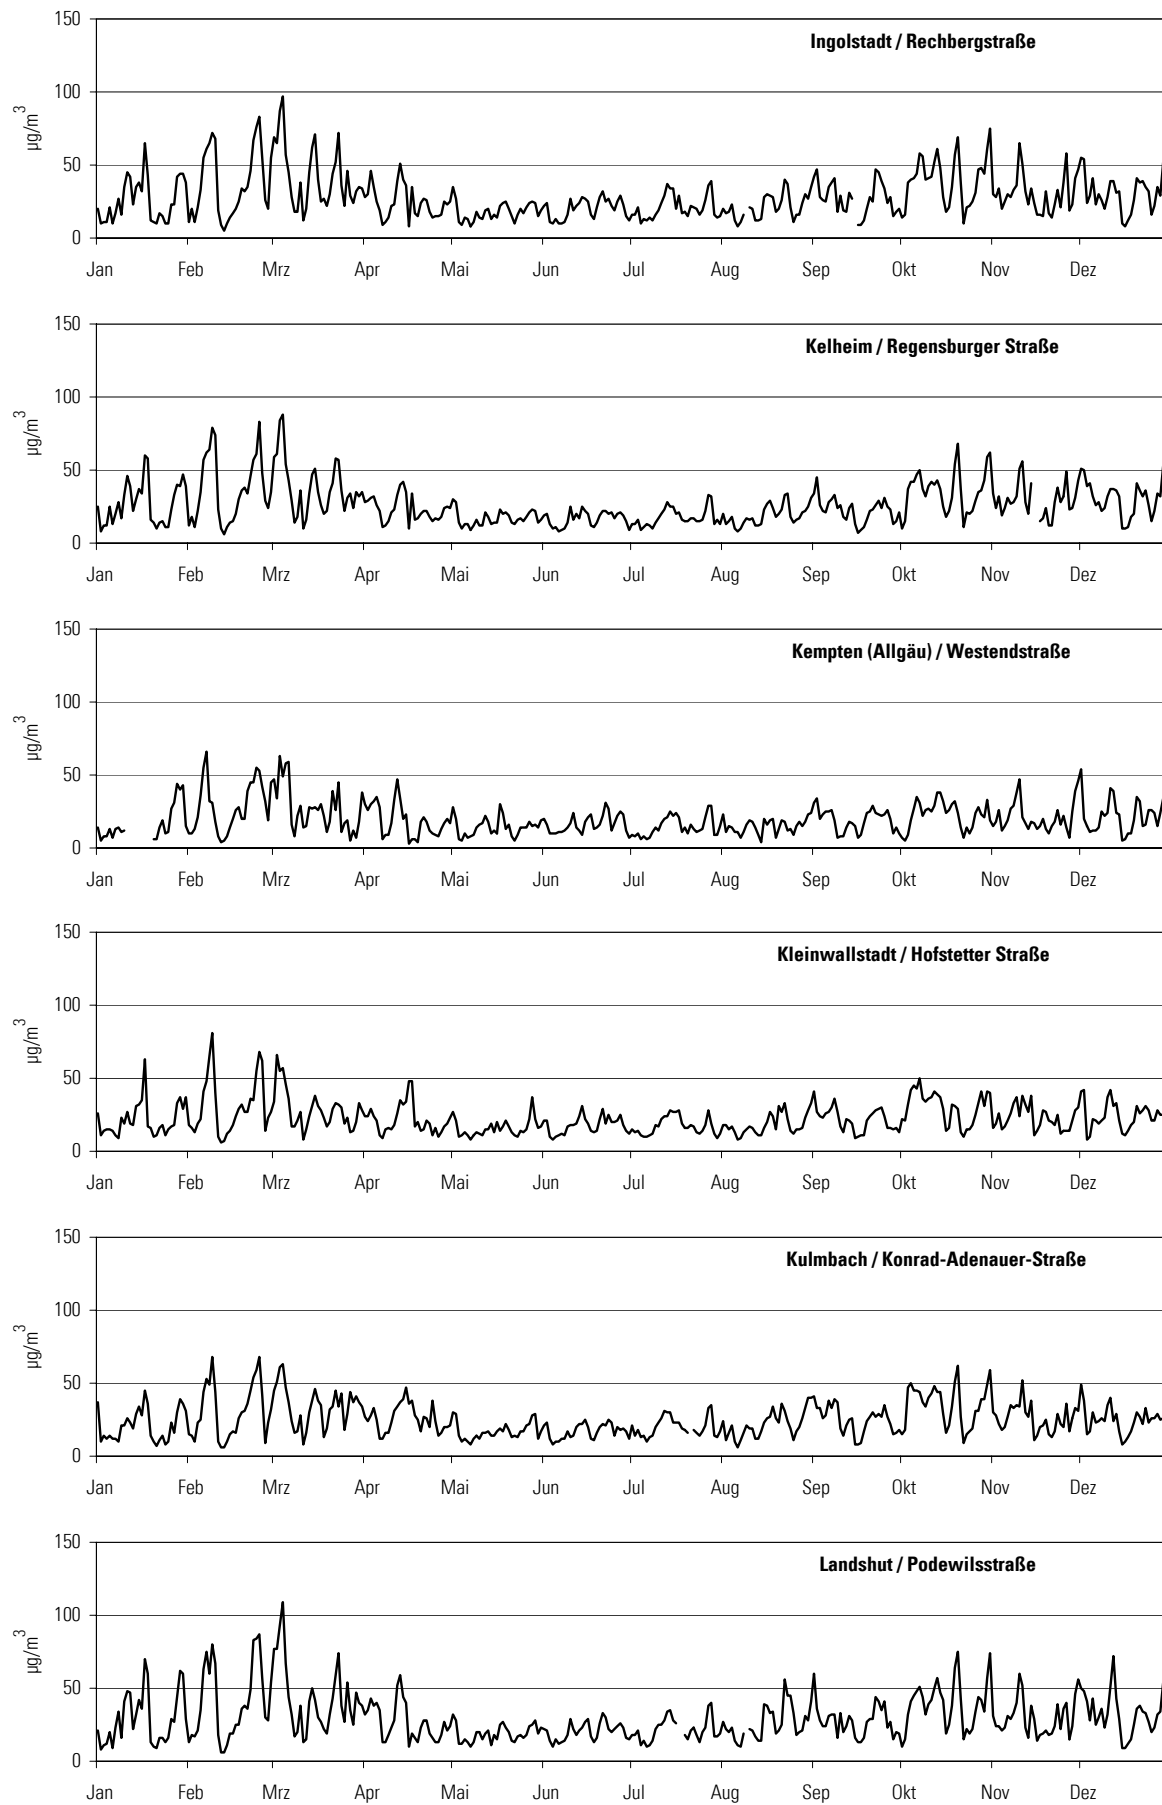 150
Ingolstadt / Rechbergstraße
100
µg/m³
50
0
Jan Feb Mrz Apr Mai Jun Jul Aug Sep Okt Nov Dez
150
Kelheim / Regensburger Straße
100
µg/m³
50
0
Jan Feb Mrz Apr Mai Jun Jul Aug Sep Okt Nov Dez
150
Kempten (Allgäu) / Westendstraße
100
µg/m³
50
0
Jan Feb Mrz Apr Mai Jun Jul Aug Sep Okt Nov Dez
150
Kleinwallstadt / Hofstetter Straße
100
µg/m³
50
0
Jan Feb Mrz Apr Mai Jun Jul Aug Sep Okt Nov Dez
150
Kulmbach / Konrad-Adenauer-Straße
100
µg/m³
50
0
Jan Feb Mrz Apr Mai Jun Jul Aug Sep Okt Nov Dez
150
Landshut / Podewilsstraße
100
µg/m³
50
0
Jan Feb Mrz Apr Mai Jun Jul Aug Sep Okt Nov Dez